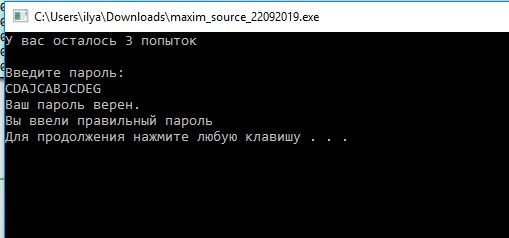 C:\Users\ilya\Downloads\maxim_source_22092019.exe
У вас осталось 3 попыток
Введите пароль:
CDAJCABJCDEG
Ваш пароль верен.
Вы ввели правильный пароль
Для продолжения нажмите любую клавишу . . .